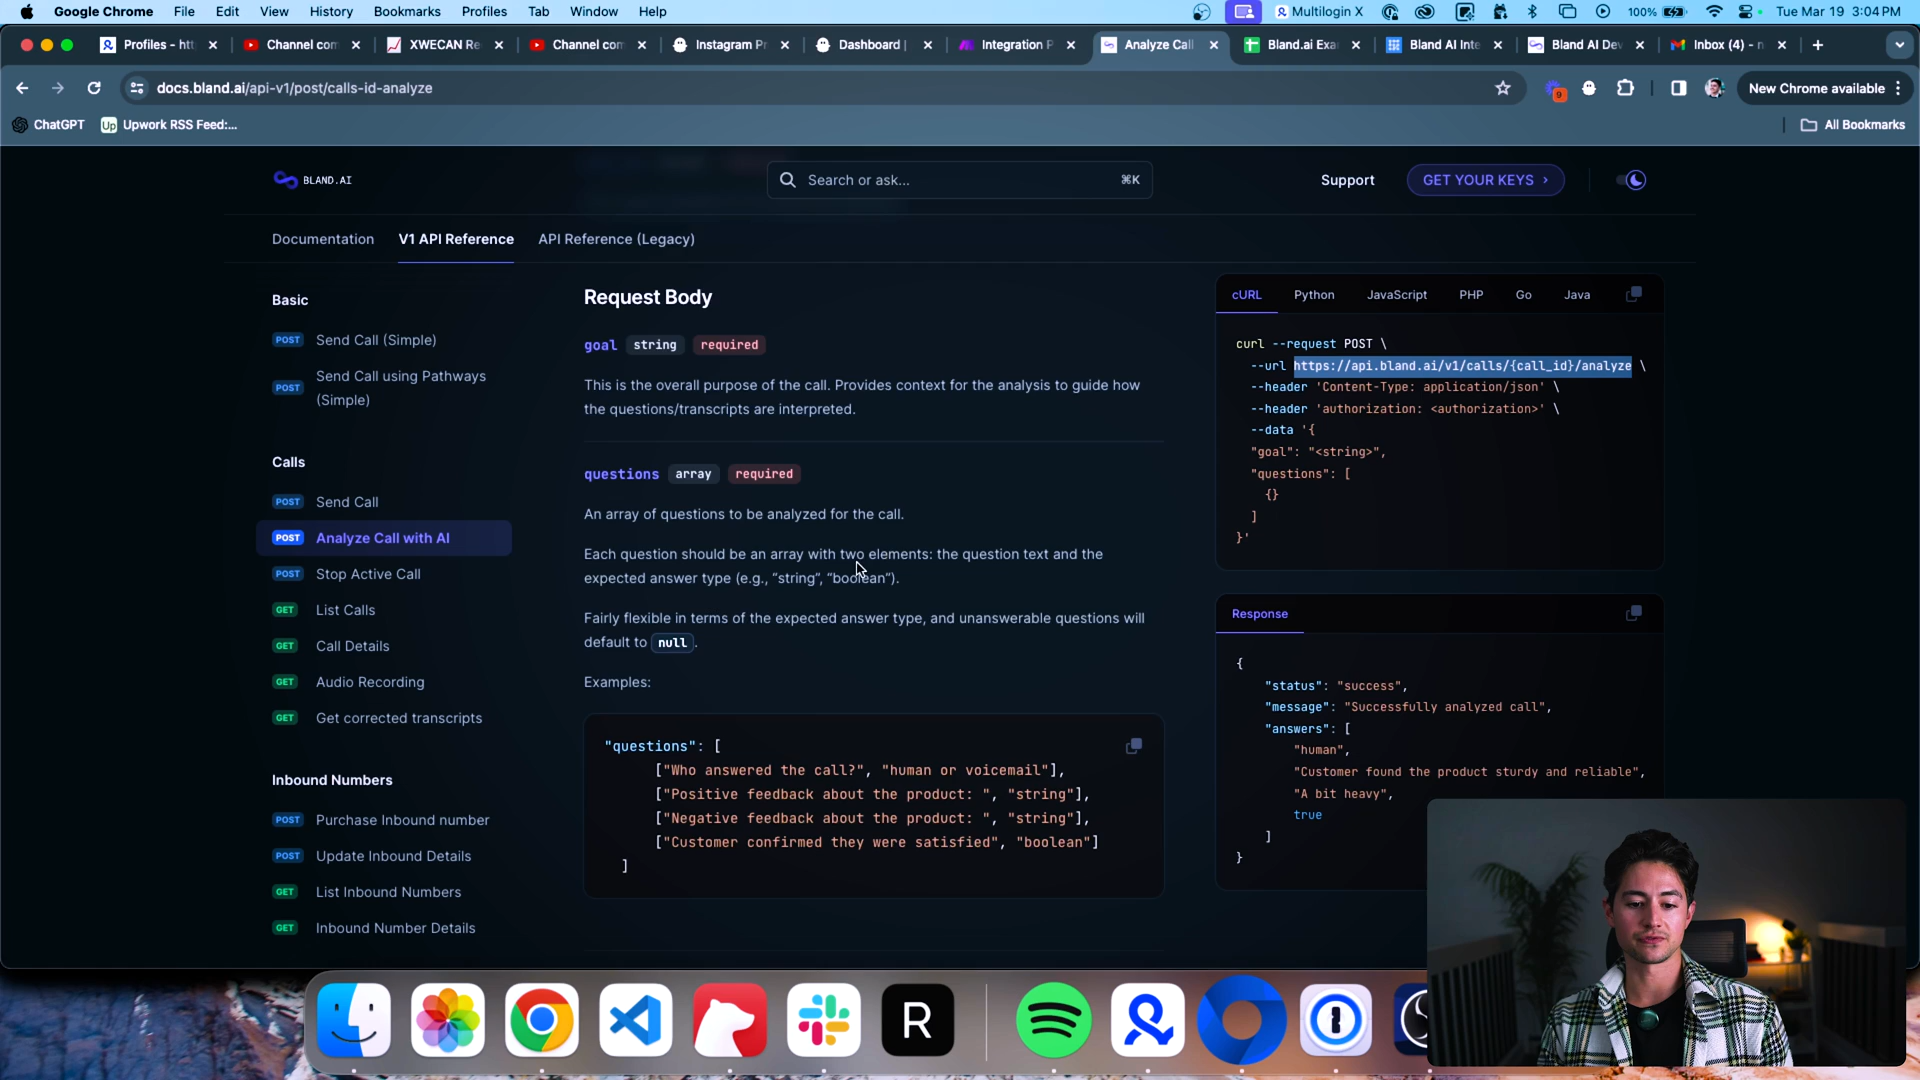 Google Chrome File Edit View History Bookmarks Profiles Tab Window Help
Multilogin X 100% Tue Mar 19 3:04 PM
Profiles - htt
Channel com
XWECAN Re
Channel com
Instagram Pr
Dashboard |
Integration P
Analyze Call
Bland.ai Exa
Bland AI Inte
Bland AI Dev
Inbox (4) - n
docs.bland.ai/api-v1/post/calls-id-analyze
9
New Chrome available
ChatGPT
Up
Upwork RSS Feed:...
All Bookmarks
BLAND.AI
Search or ask...
⌘K
Support
GET YOUR KEYS ›
Documentation
V1 API Reference
API Reference (Legacy)
Basic
POST Send Call (Simple)
POST Send Call using Pathways
(Simple)
Calls
POST Send Call
POST Analyze Call with AI
POST Stop Active Call
GET List Calls
GET Call Details
GET Audio Recording
GET Get corrected transcripts
Inbound Numbers
POST Purchase Inbound number
POST Update Inbound Details
GET List Inbound Numbers
GET Inbound Number Details
Request Body
goal string required
This is the overall purpose of the call. Provides context for the analysis to guide how
the questions/transcripts are interpreted.
questions array required
An array of questions to be analyzed for the call.
Each question should be an array with two elements: the question text and the
expected answer type (e.g., “string”, “boolean”).
Fairly flexible in terms of the expected answer type, and unanswerable questions will
default to null.
Examples:
"questions": [
["Who answered the call?", "human or voicemail"],
["Positive feedback about the product: ", "string"],
["Negative feedback about the product: ", "string"],
["Customer confirmed they were satisfied", "boolean"]
]
cURL Python JavaScript PHP Go Java
curl --request POST \
--url https://api.bland.ai/v1/calls/{call_id}/analyze \
--header 'Content-Type: application/json' \
--header 'authorization: <authorization>' \
--data '{
"goal": "<string>",
"questions": [
{}
]
}'
Response
{
"status": "success",
"message": "Successfully analyzed call",
"answers": [
"human",
"Customer found the product sturdy and reliable",
"A bit heavy",
true
]
}
R